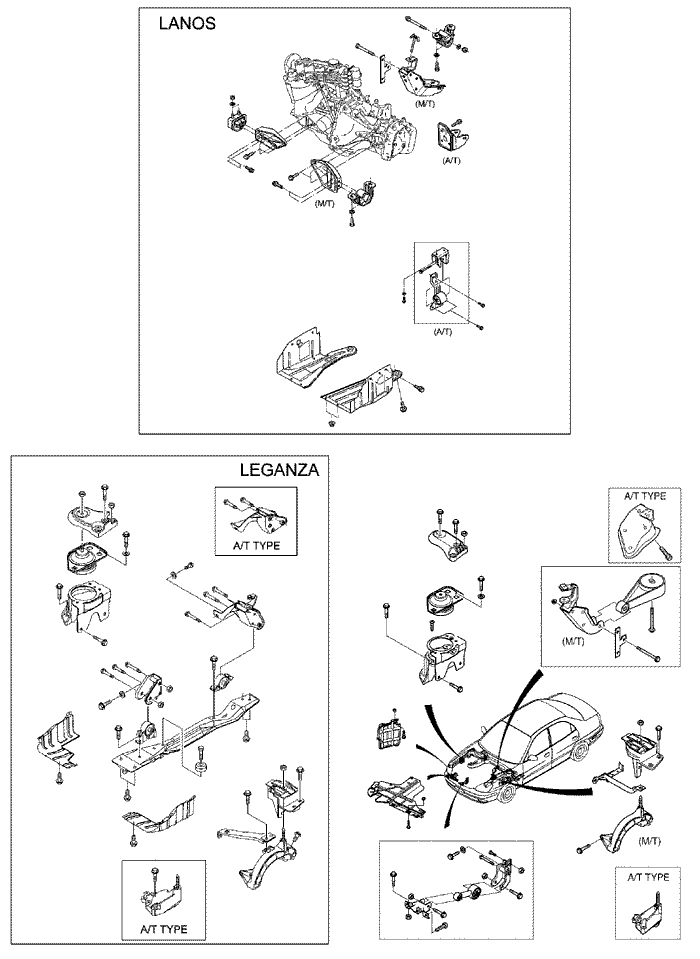 LANOS
(M/T)
(A/T)
(M/T)
(A/T)
LEGANZA
A/T TYPE
A/T TYPE
(M/T)
(M/T)
A/T TYPE
A/T TYPE